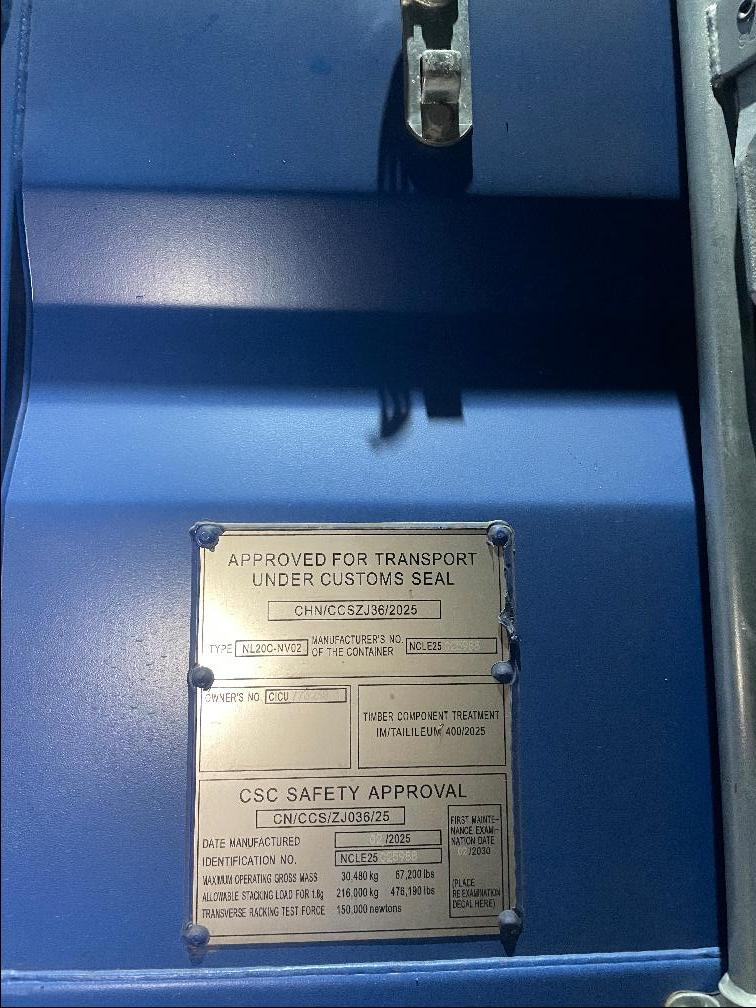 APPROVED FOR TRANSPORT
UNDER CUSTOMS SEAL
CHN/CCSZJ36/2025
TYPE NL20C-NV02 MANUFACTURER'S NO. OF THE CONTAINER NCLE25
OWNER'S NO. CICU
TIMBER COMPONENT TREATMENT
IM/TAILILEUM 400/2025
CSC SAFETY APPROVAL
CN/CCS/ZJ036/25
DATE MANUFACTURED /2025
IDENTIFICATION NO. NCLE25
MAXIMUM OPERATING GROSS MASS 30,480 kg 67,200 lbs
ALLOWABLE STACKING LOAD FOR 1.8g 216,000 kg 476,190 lbs
TRANSVERSE RACKING TEST FORCE 150,000 newtons
FIRST MAINTE-
NANCE EXAMI-
NATION DATE
/2030
(PLACE
RE EXAMINATION
DECAL HERE)